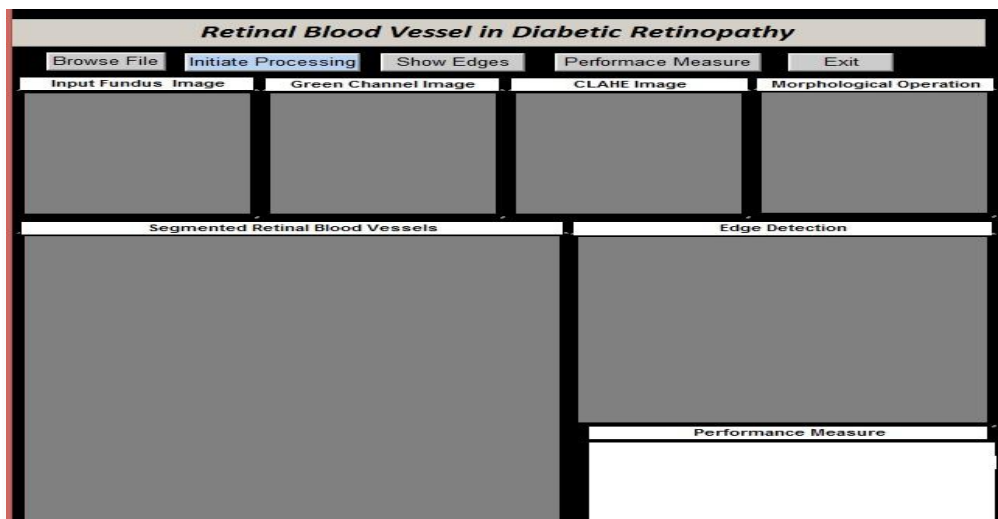 Retinal Blood Vessel in Diabetic Retinopathy
Browse File Initiate Processing Show Edges Performace Measure Exit
Input Fundus Image Green Channel Image CLAHE Image Morphological Operation
Segmented Retinal Blood Vessels Edge Detection
Performance Measure